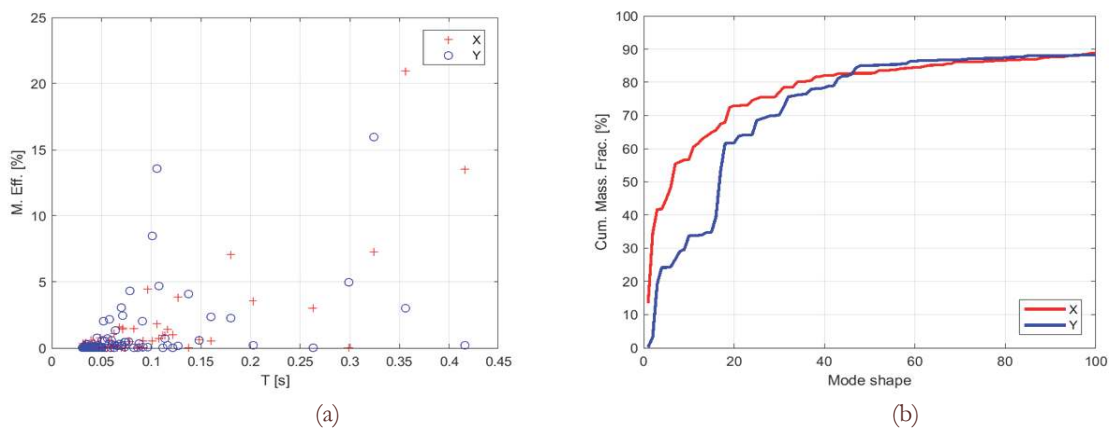 25
20
15
10
5
0
M. Eff. [%]
0 0.05 0.1 0.15 0.2 0.25 0.3 0.35 0.4 0.45
T [s]
X
Y
(a)
100
90
80
70
60
50
40
30
20
10
0
Cum. Mass. Frac. [%]
0 20 40 60 80 100
Mode shape
X
Y
(b)